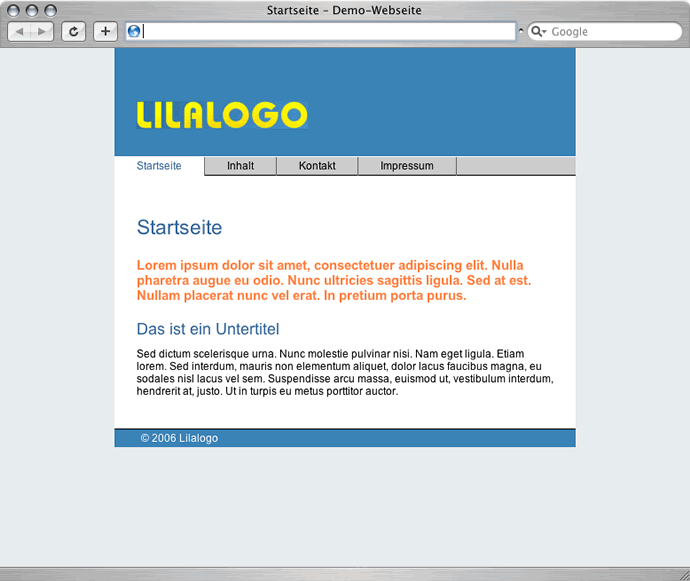 Startseite - Demo-Webseite
Google
LILALOGO
Startseite Inhalt Kontakt Impressum
Startseite
Lorem ipsum dolor sit amet, consectetuer adipiscing elit. Nulla
pharetra augue eu odio. Nunc ultricies sagittis ligula. Sed at est.
Nullam placerat nunc vel erat. In pretium porta purus.
Das ist ein Untertitel
Sed dictum scelerisque urna. Nunc molestie pulvinar nisi. Nam eget ligula. Etiam
lorem. Sed interdum, mauris non elementum aliquet, dolor lacus faucibus magna, eu
sodales nisl lacus vel sem. Suspendisse arcu massa, euismod ut, vestibulum interdum,
hendrerit at, justo. Ut in turpis eu metus porttitor auctor.
© 2006 Lilalogo